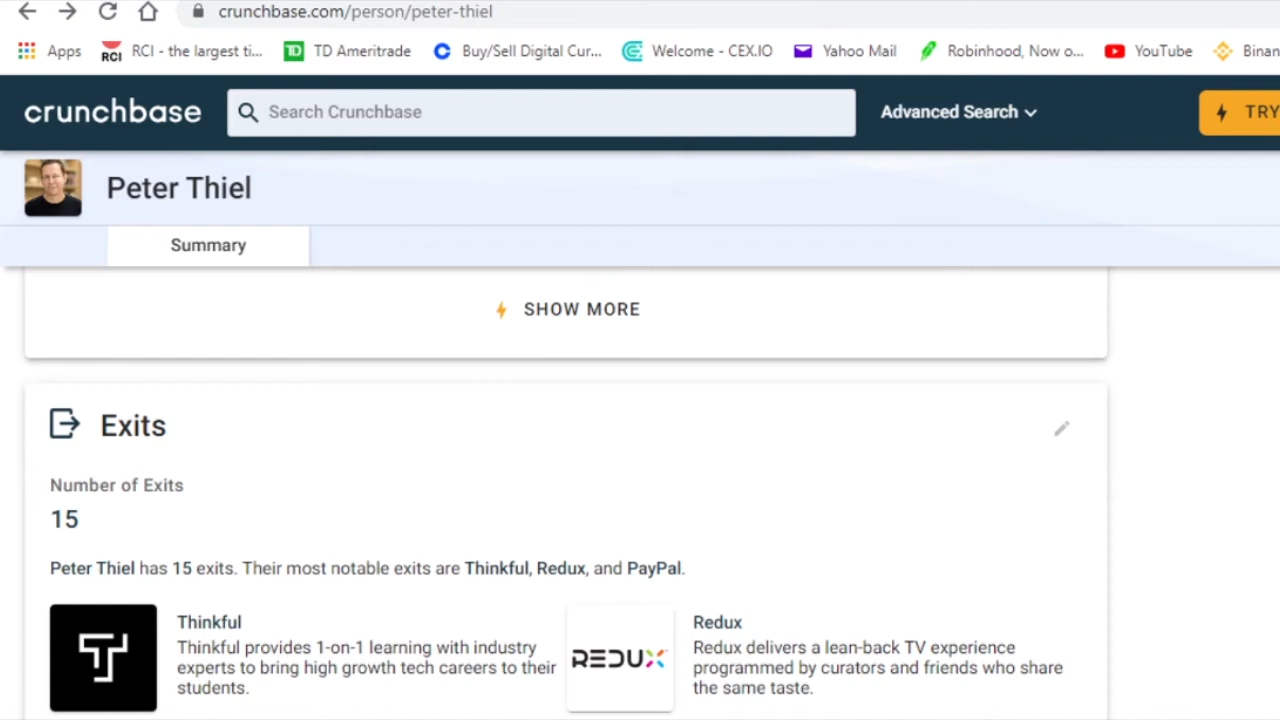 crunchbase.com/person/peter-thiel
Apps RCI - the largest ti... TD Ameritrade Buy/Sell Digital Cur... Welcome - CEX.IO Yahoo Mail Robinhood, Now o... YouTube Binan
crunchbase Search Crunchbase Advanced Search TRY
Peter Thiel
Summary
SHOW MORE
Exits
Number of Exits
15
Peter Thiel has 15 exits. Their most notable exits are Thinkful, Redux, and PayPal.
Thinkful
Thinkful provides 1-on-1 learning with industry
experts to bring high growth tech careers to their
students.
REDUX
Redux
Redux delivers a lean-back TV experience
programmed by curators and friends who share
the same taste.